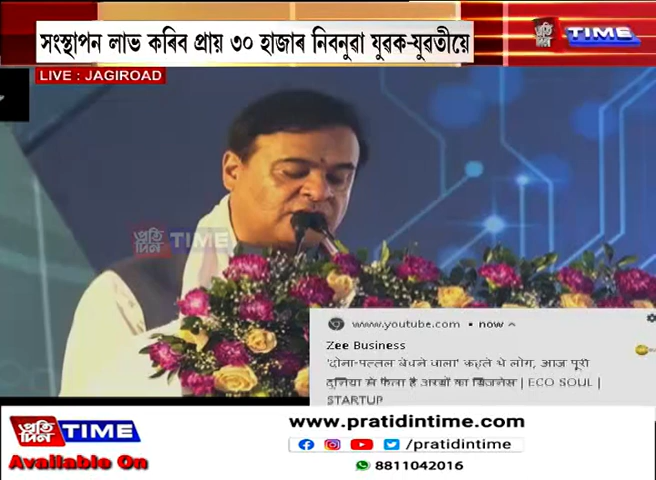 সংস্থাপন লাভ কৰিব প্ৰায় ৩০ হাজাৰ নিবনুৱা যুৱক-যুৱতীয়ে
প্ৰতিদিন TIME
LIVE : JAGIROAD
প্ৰতিদিন TIME
www.youtube.com • now
Zee Business
'दोना-पत्तल बेचने वाला' कहते थे लोग, आज पूरी
दुनिया में फैला है अरबों का बिजनेस | ECO SOUL |
STARTUP
প্ৰতিদিন TIME
Available On
www.pratidintime.com
/pratidintime
8811042016